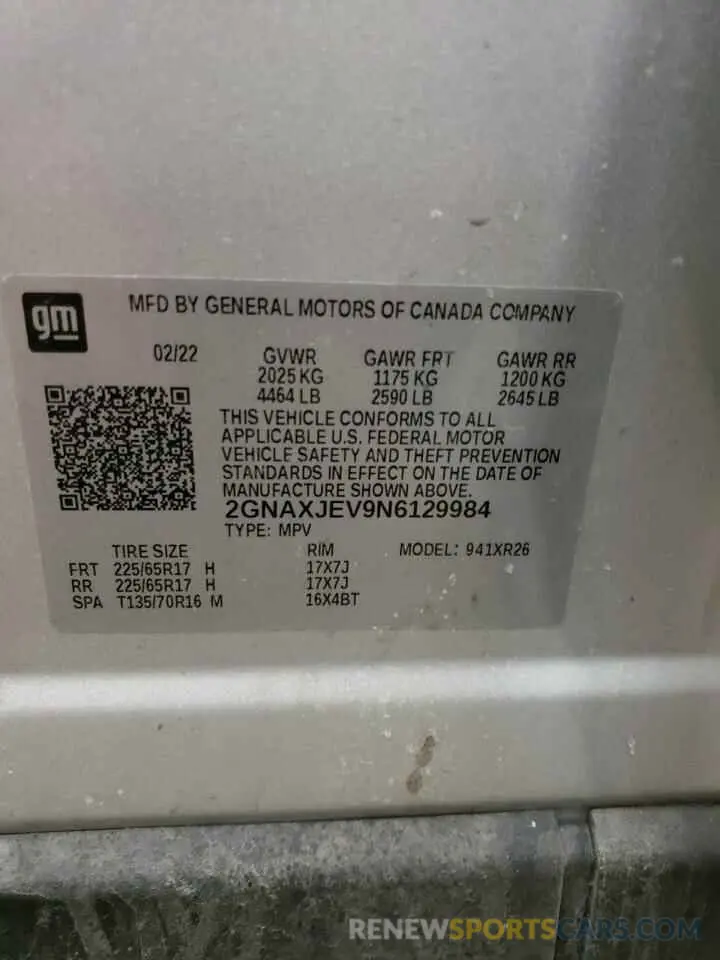 gm
MFD BY GENERAL MOTORS OF CANADA COMPANY
02/22 GVWR GAWR FRT GAWR RR
2025 KG 1175 KG 1200 KG
4464 LB 2590 LB 2645 LB
THIS VEHICLE CONFORMS TO ALL
APPLICABLE U.S. FEDERAL MOTOR
VEHICLE SAFETY AND THEFT PREVENTION
STANDARDS IN EFFECT ON THE DATE OF
MANUFACTURE SHOWN ABOVE.
2GNAXJEV9N6129984
TYPE: MPV
TIRE SIZE RIM MODEL: 941XR26
FRT 225/65R17 H 17X7J
RR 225/65R17 H 17X7J
SPA T135/70R16 M 16X4BT
RENEWSPORTSCARS.COM